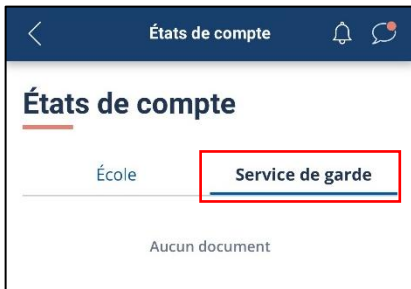 États de compte
États de compte
École Service de garde
Aucun document